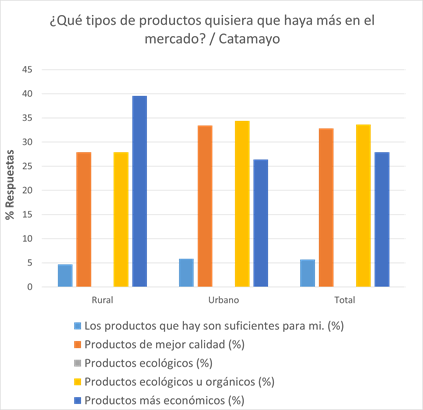 ¿Qué tipos de productos quisiera que haya más en el
mercado? / Catamayo
% Respuestas
45
40
35
30
25
20
15
10
5
0
Rural
Urbano
Total
Los productos que hay son suficientes para mi. (%)
Productos de mejor calidad (%)
Productos ecológicos (%)
Productos ecológicos u orgánicos (%)
Productos más económicos (%)